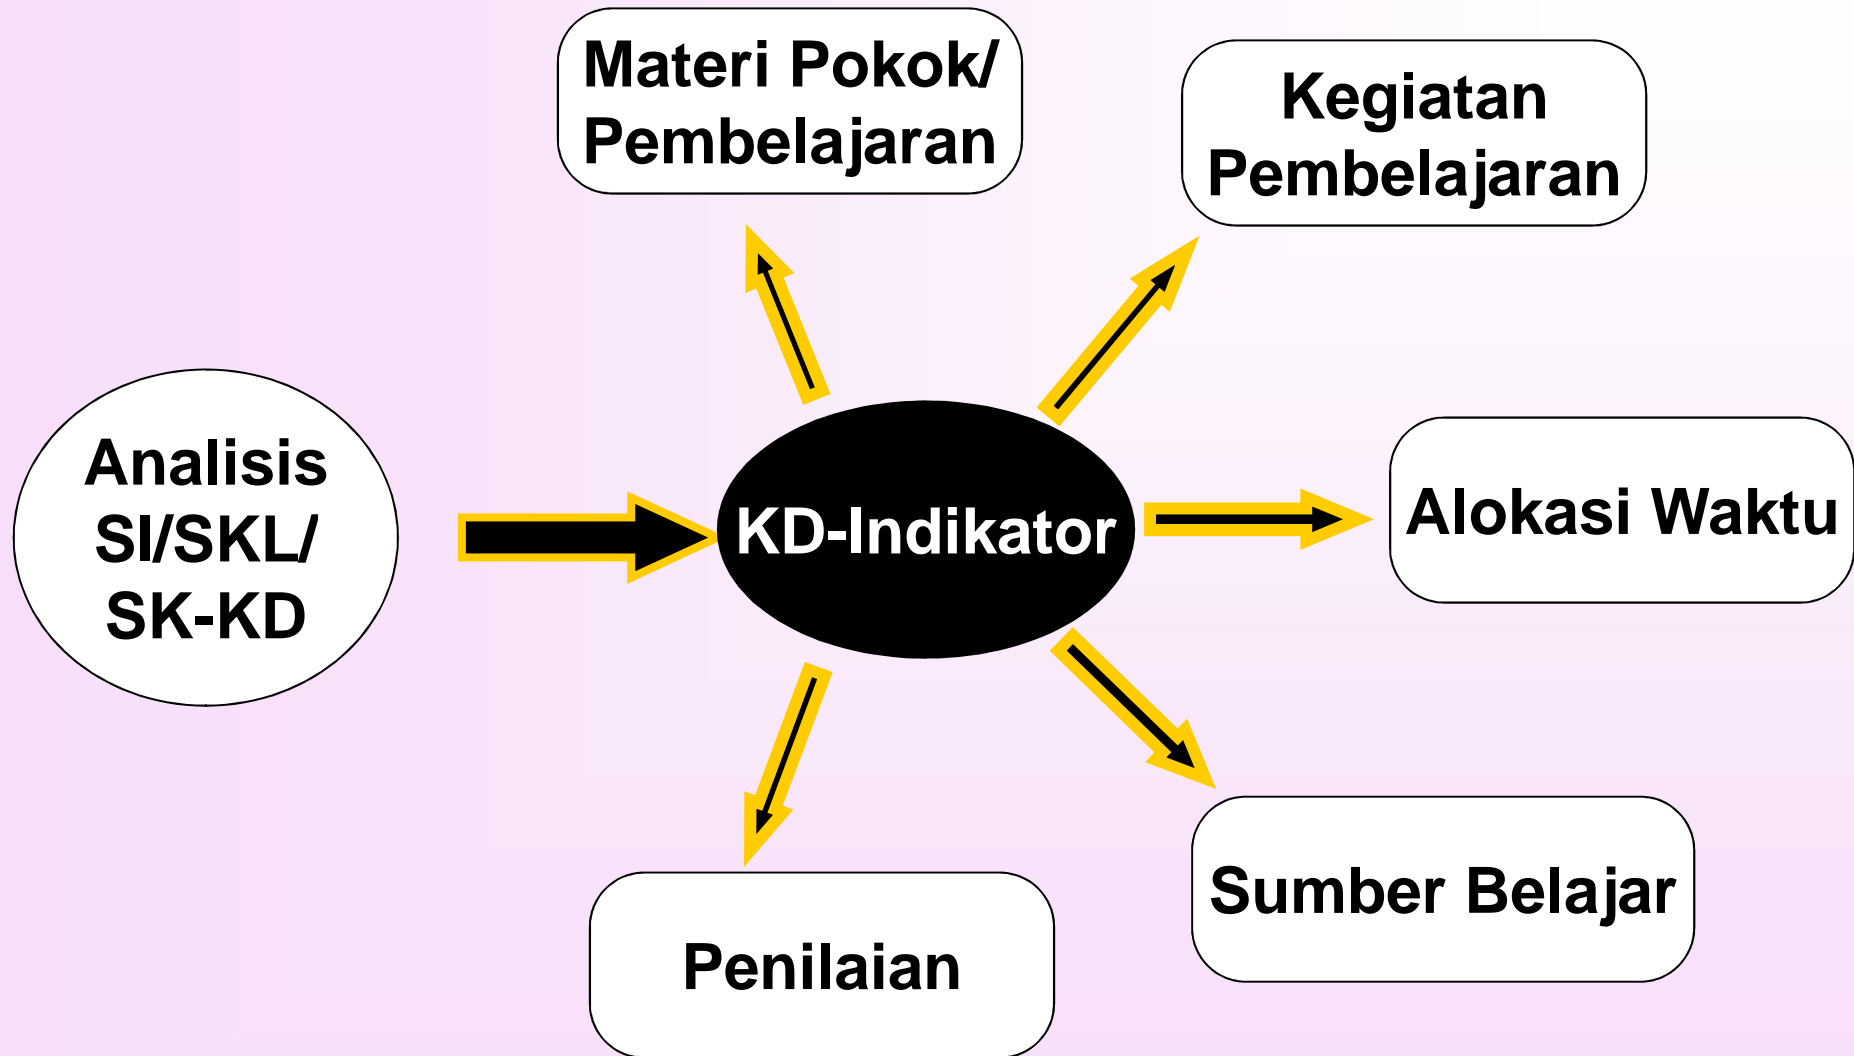 Materi Pokok/
Pembelajaran
Kegiatan
Pembelajaran
Analisis
SI/SKL/
SK-KD
KD-Indikator
Alokasi Waktu
Sumber Belajar
Penilaian